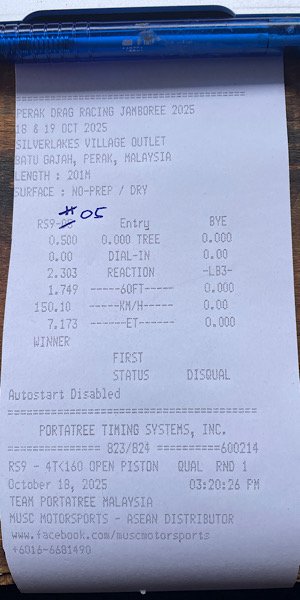 PERAK DRAG RACING JAMBOREE 2025
18 & 19 OCT 2025
SILVERLAKES VILLAGE OUTLET
BATU GAJAH, PERAK, MALAYSIA
LENGTH : 201M
SURFACE : NO-PREP / DRY
# 05
RS9- Entry BYE
0.500 0.000 TREE 0.000
0.00 DIAL-IN 0.00
2.303 REACTION -LB3-
1.749 -----60FT----- 0.000
150.10 -----KM/H----- 0.00
7.173 ------ET------ 0.000
WINNER
FIRST
STATUS DISQUAL
Autostart Disabled
PORTATREE TIMING SYSTEMS, INC.
============== 823/824 ==========600214
RS9 - 4TK160 OPEN PISTON QUAL RND 1
October 18, 2025 03:20:26 PM
TEAM PORTATREE MALAYSIA
MUSC MOTORSPORTS - ASEAN DISTRIBUTOR
www.facebook.com/muscmotorsports
+6016-6681490